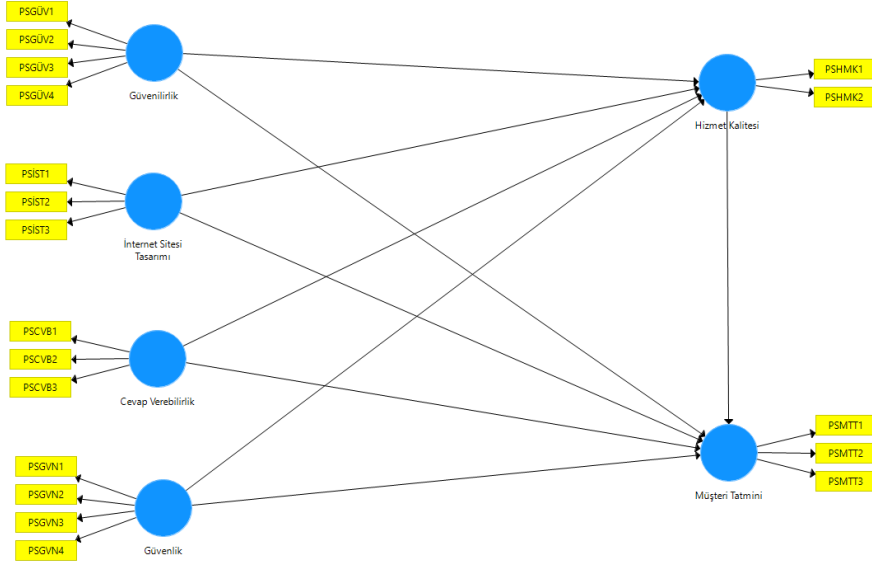 PSGÜV1
PSGÜV2
PSGÜV3
PSGÜV4
Güvenilirlik
PSİST1
PSİST2
PSİST3
İnternet Sitesi
Tasarımı
PSCVB1
PSCVB2
PSCVB3
Cevap Verebilirlik
PSGVN1
PSGVN2
PSGVN3
PSGVN4
Güvenlik
PSHMK1
PSHMK2
Hizmet Kalitesi
PSMTT1
PSMTT2
PSMTT3
Müşteri Tatmini